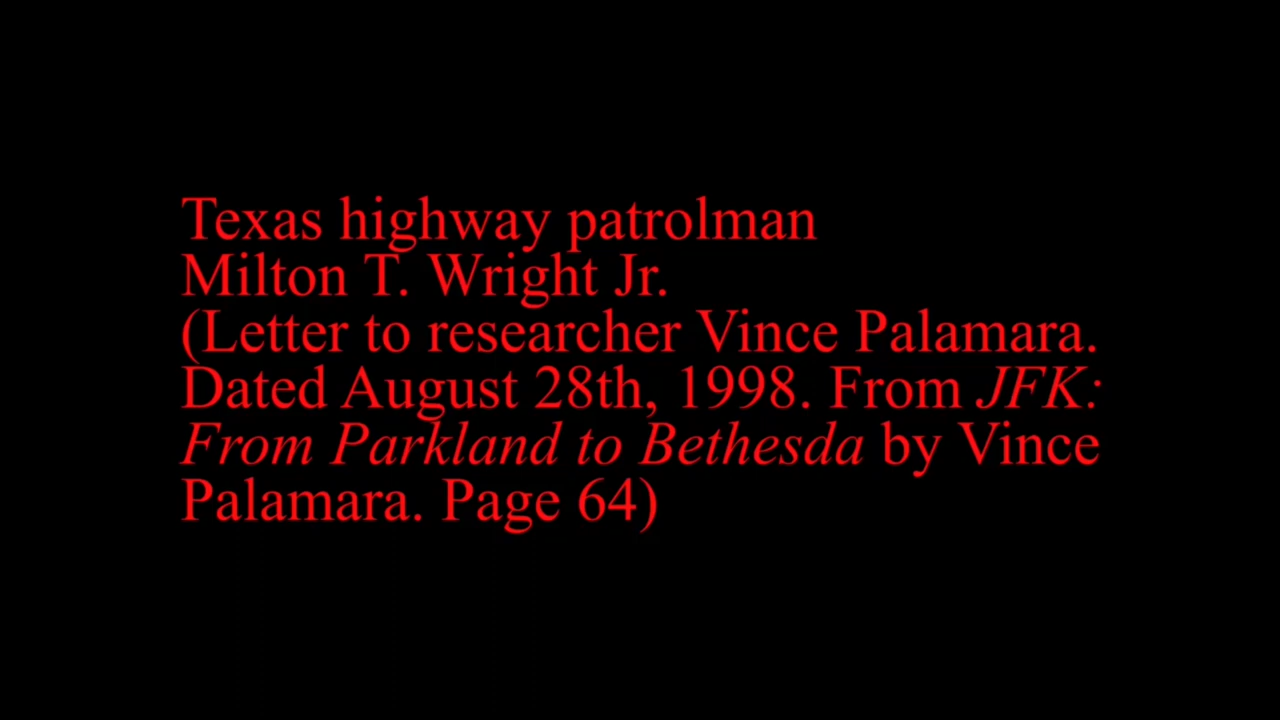 Texas highway patrolman
Milton T. Wright Jr.
(Letter to researcher Vince Palamara.
Dated August 28th, 1998. From JFK:
From Parkland to Bethesda by Vince
Palamara. Page 64)